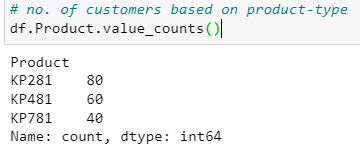 # no. of customers based on product-type
df.Product.value_counts()
Product
KP281    80
KP481    60
KP781    40
Name: count, dtype: int64